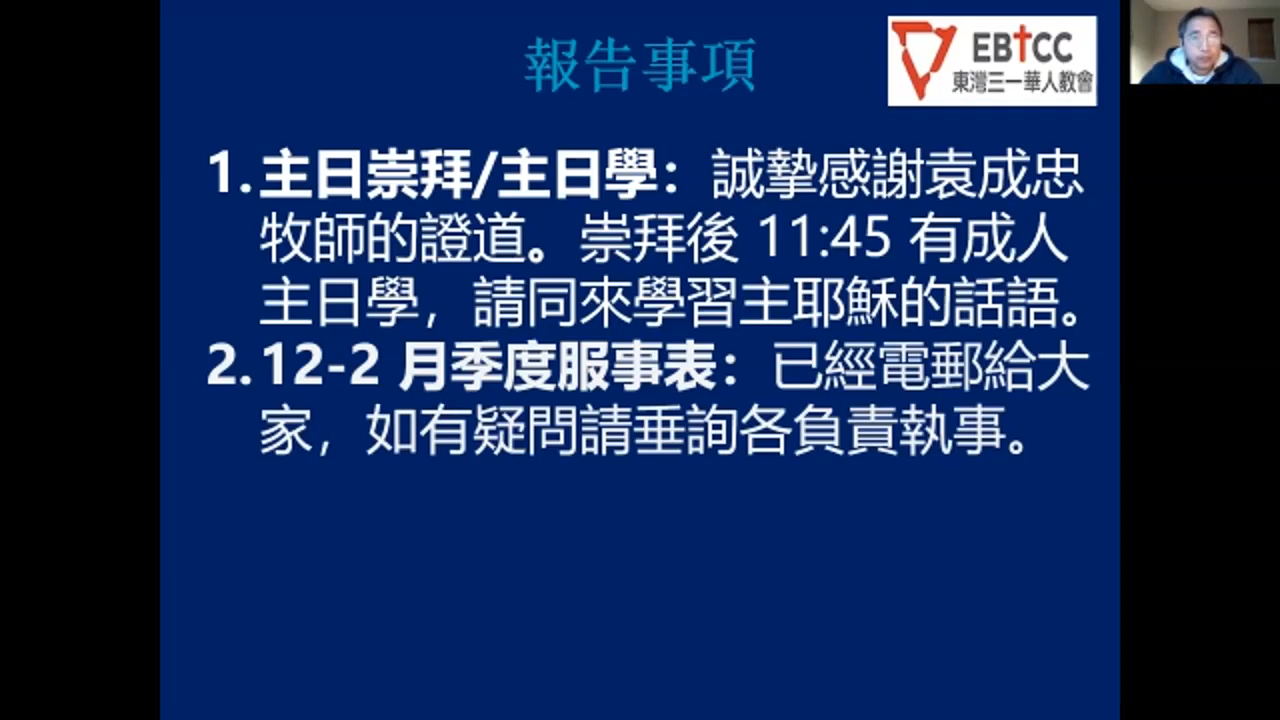 報告事項
EBTCC
東灣三一華人教會
1. 主日崇拜/主日學：誠摯感謝袁成忠
牧師的證道。崇拜後 11:45 有成人
主日學，請同來學習主耶穌的話語。
2. 12-2 月季度服事表：已經電郵給大
家，如有疑問請垂詢各負責執事。